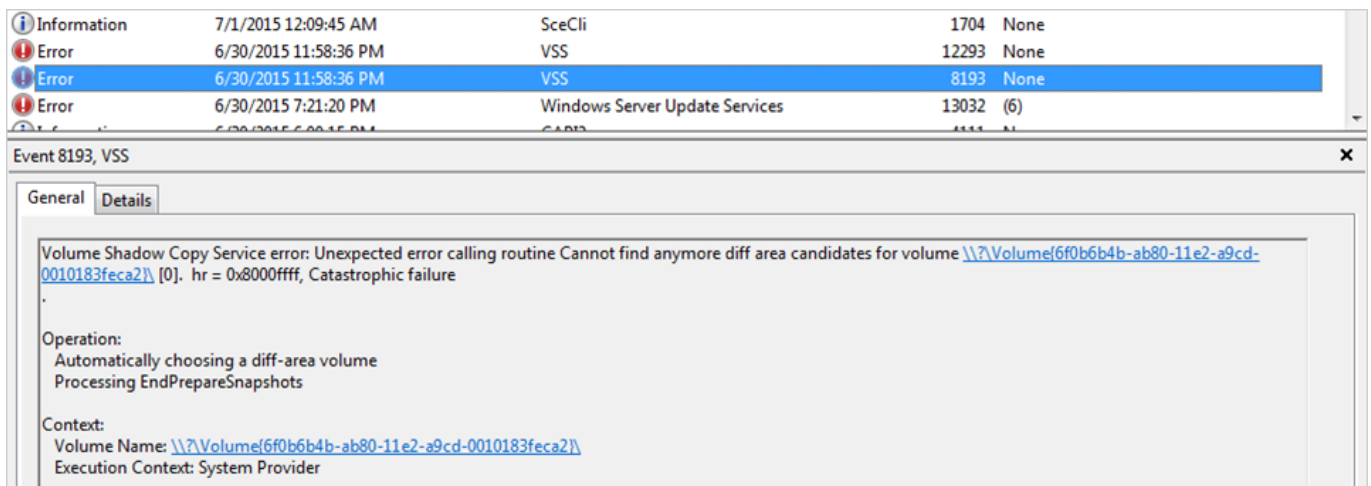 Information 7/1/2015 12:09:45 AM SceCli 1704 None
Error 6/30/2015 11:58:36 PM VSS 12293 None
Error 6/30/2015 11:58:36 PM VSS 8193 None
Error 6/30/2015 7:21:20 PM Windows Server Update Services 13032 (6)
Event 8193, VSS
General Details
Volume Shadow Copy Service error: Unexpected error calling routine Cannot find anymore diff area candidates for volume \\?\Volume{6f0b6b4b-ab80-11e2-a9cd-
0010183feca2}\ [0]. hr = 0x8000ffff, Catastrophic failure
.
Operation:
Automatically choosing a diff-area volume
Processing EndPrepareSnapshots
Context:
Volume Name: \\?\Volume{6f0b6b4b-ab80-11e2-a9cd-0010183feca2}\
Execution Context: System Provider